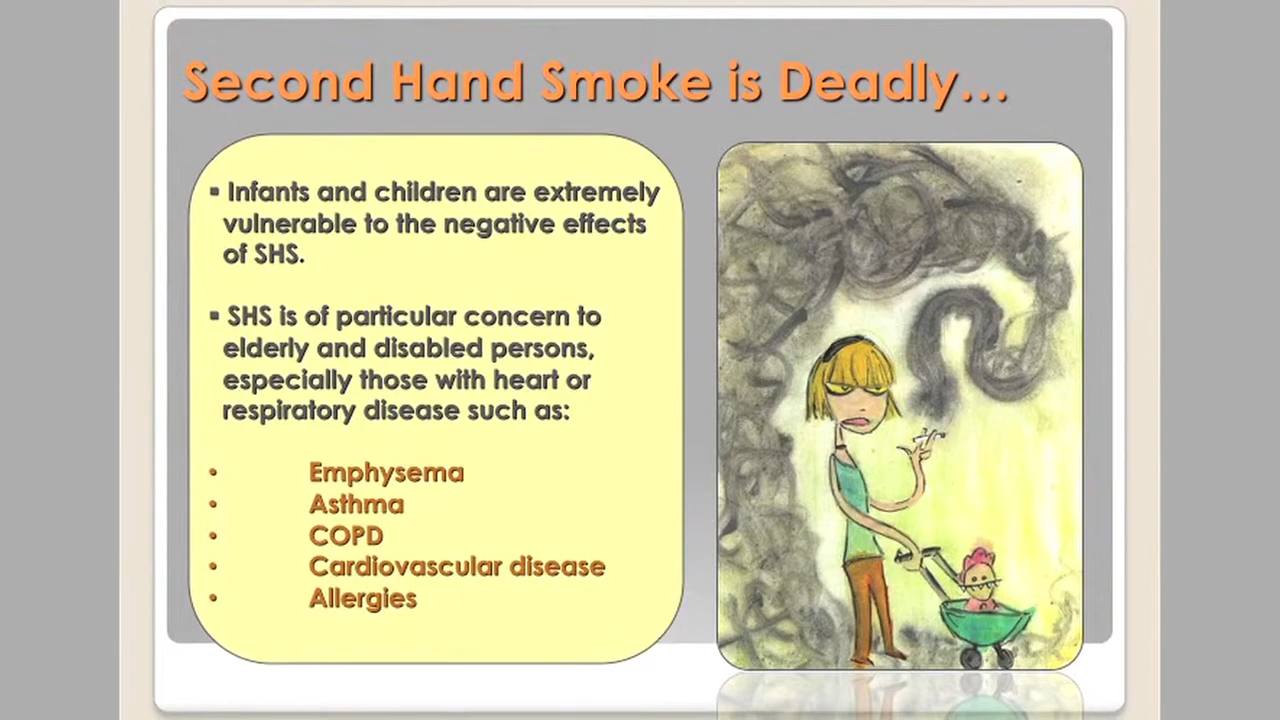 Second Hand Smoke is Deadly...
▪ Infants and children are extremely
vulnerable to the negative effects
of SHS.
▪ SHS is of particular concern to
elderly and disabled persons,
especially those with heart or
respiratory disease such as:
• Emphysema
• Asthma
• COPD
• Cardiovascular disease
• Allergies